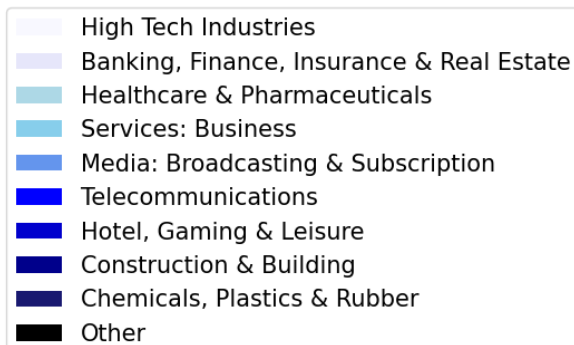 High Tech Industries
Banking, Finance, Insurance & Real Estate
Healthcare & Pharmaceuticals
Services: Business
Media: Broadcasting & Subscription
Telecommunications
Hotel, Gaming & Leisure
Construction & Building
Chemicals, Plastics & Rubber
Other